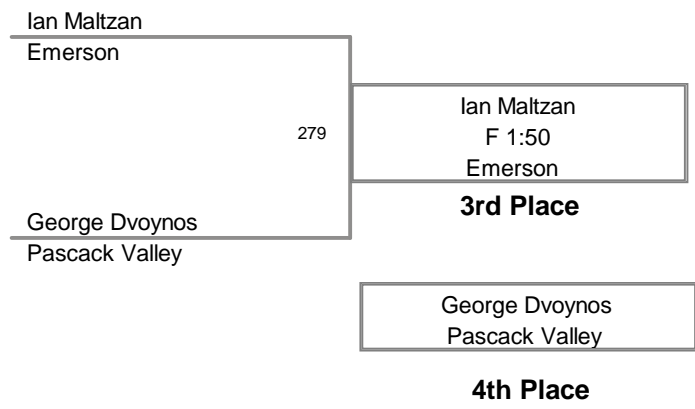 Ian Maltzan
Emerson
279
Ian Maltzan
F 1:50
Emerson
3rd Place
George Dvoynos
Pascack Valley
George Dvoynos
Pascack Valley
4th Place